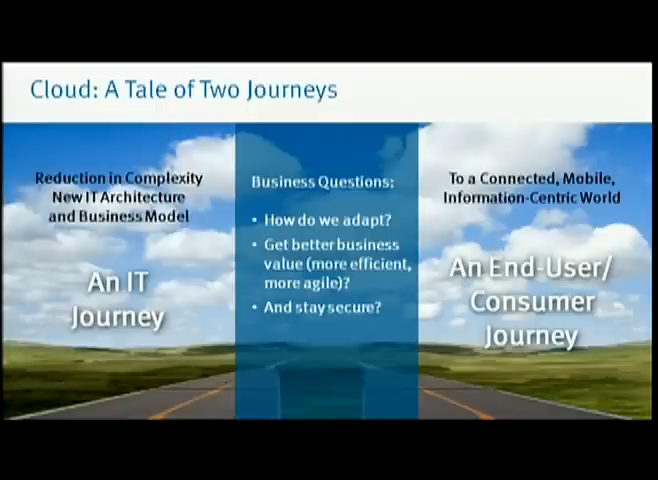 Cloud: A Tale of Two Journeys
Reduction in Complexity
New IT Architecture
and Business Model
An IT
Journey
Business Questions:
• How do we adapt?
• Get better business
value (more efficient,
more agile)?
• And stay secure?
To a Connected, Mobile,
Information-Centric World
An End-User/
Consumer
Journey